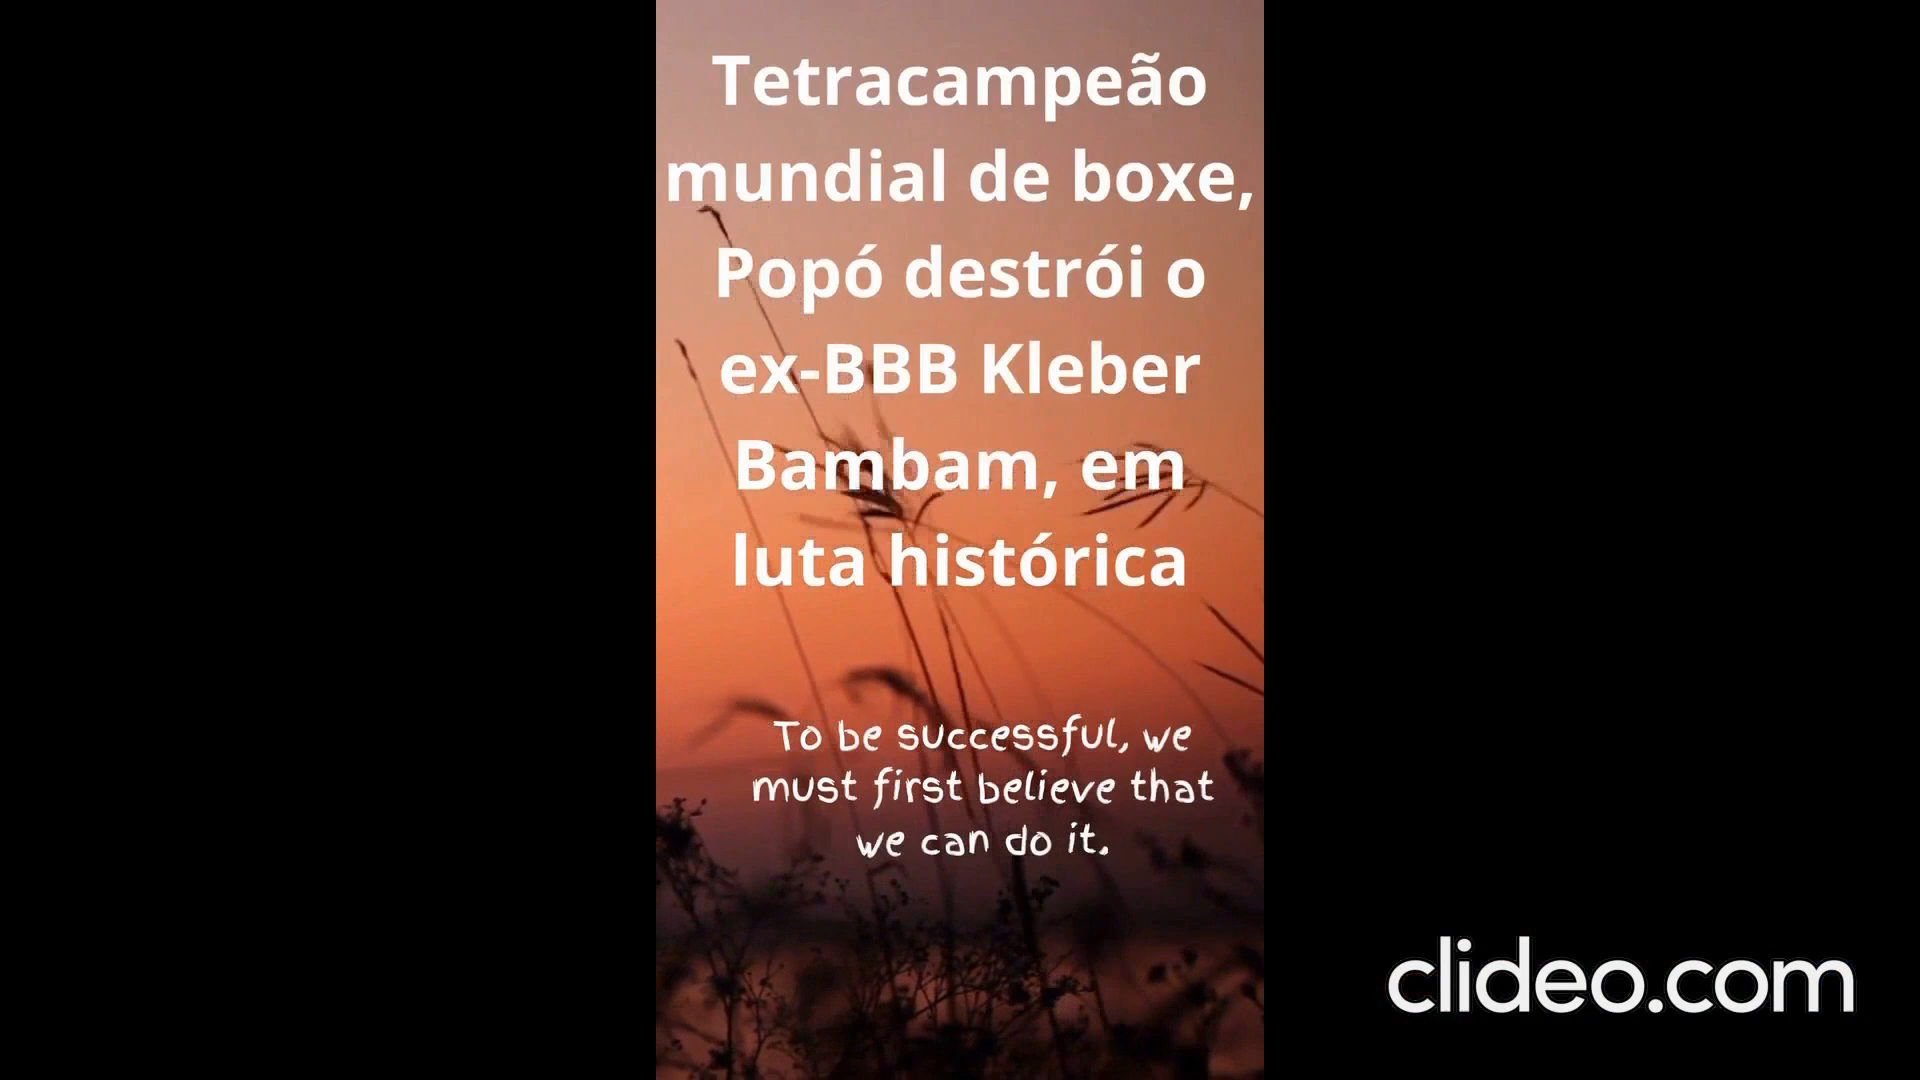 Tetracampeão
mundial de boxe,
Popó destrói o
ex-BBB Kleber
Bambam, em
luta histórica
To be successful, we
must first believe that
we can do it.
clideo.com